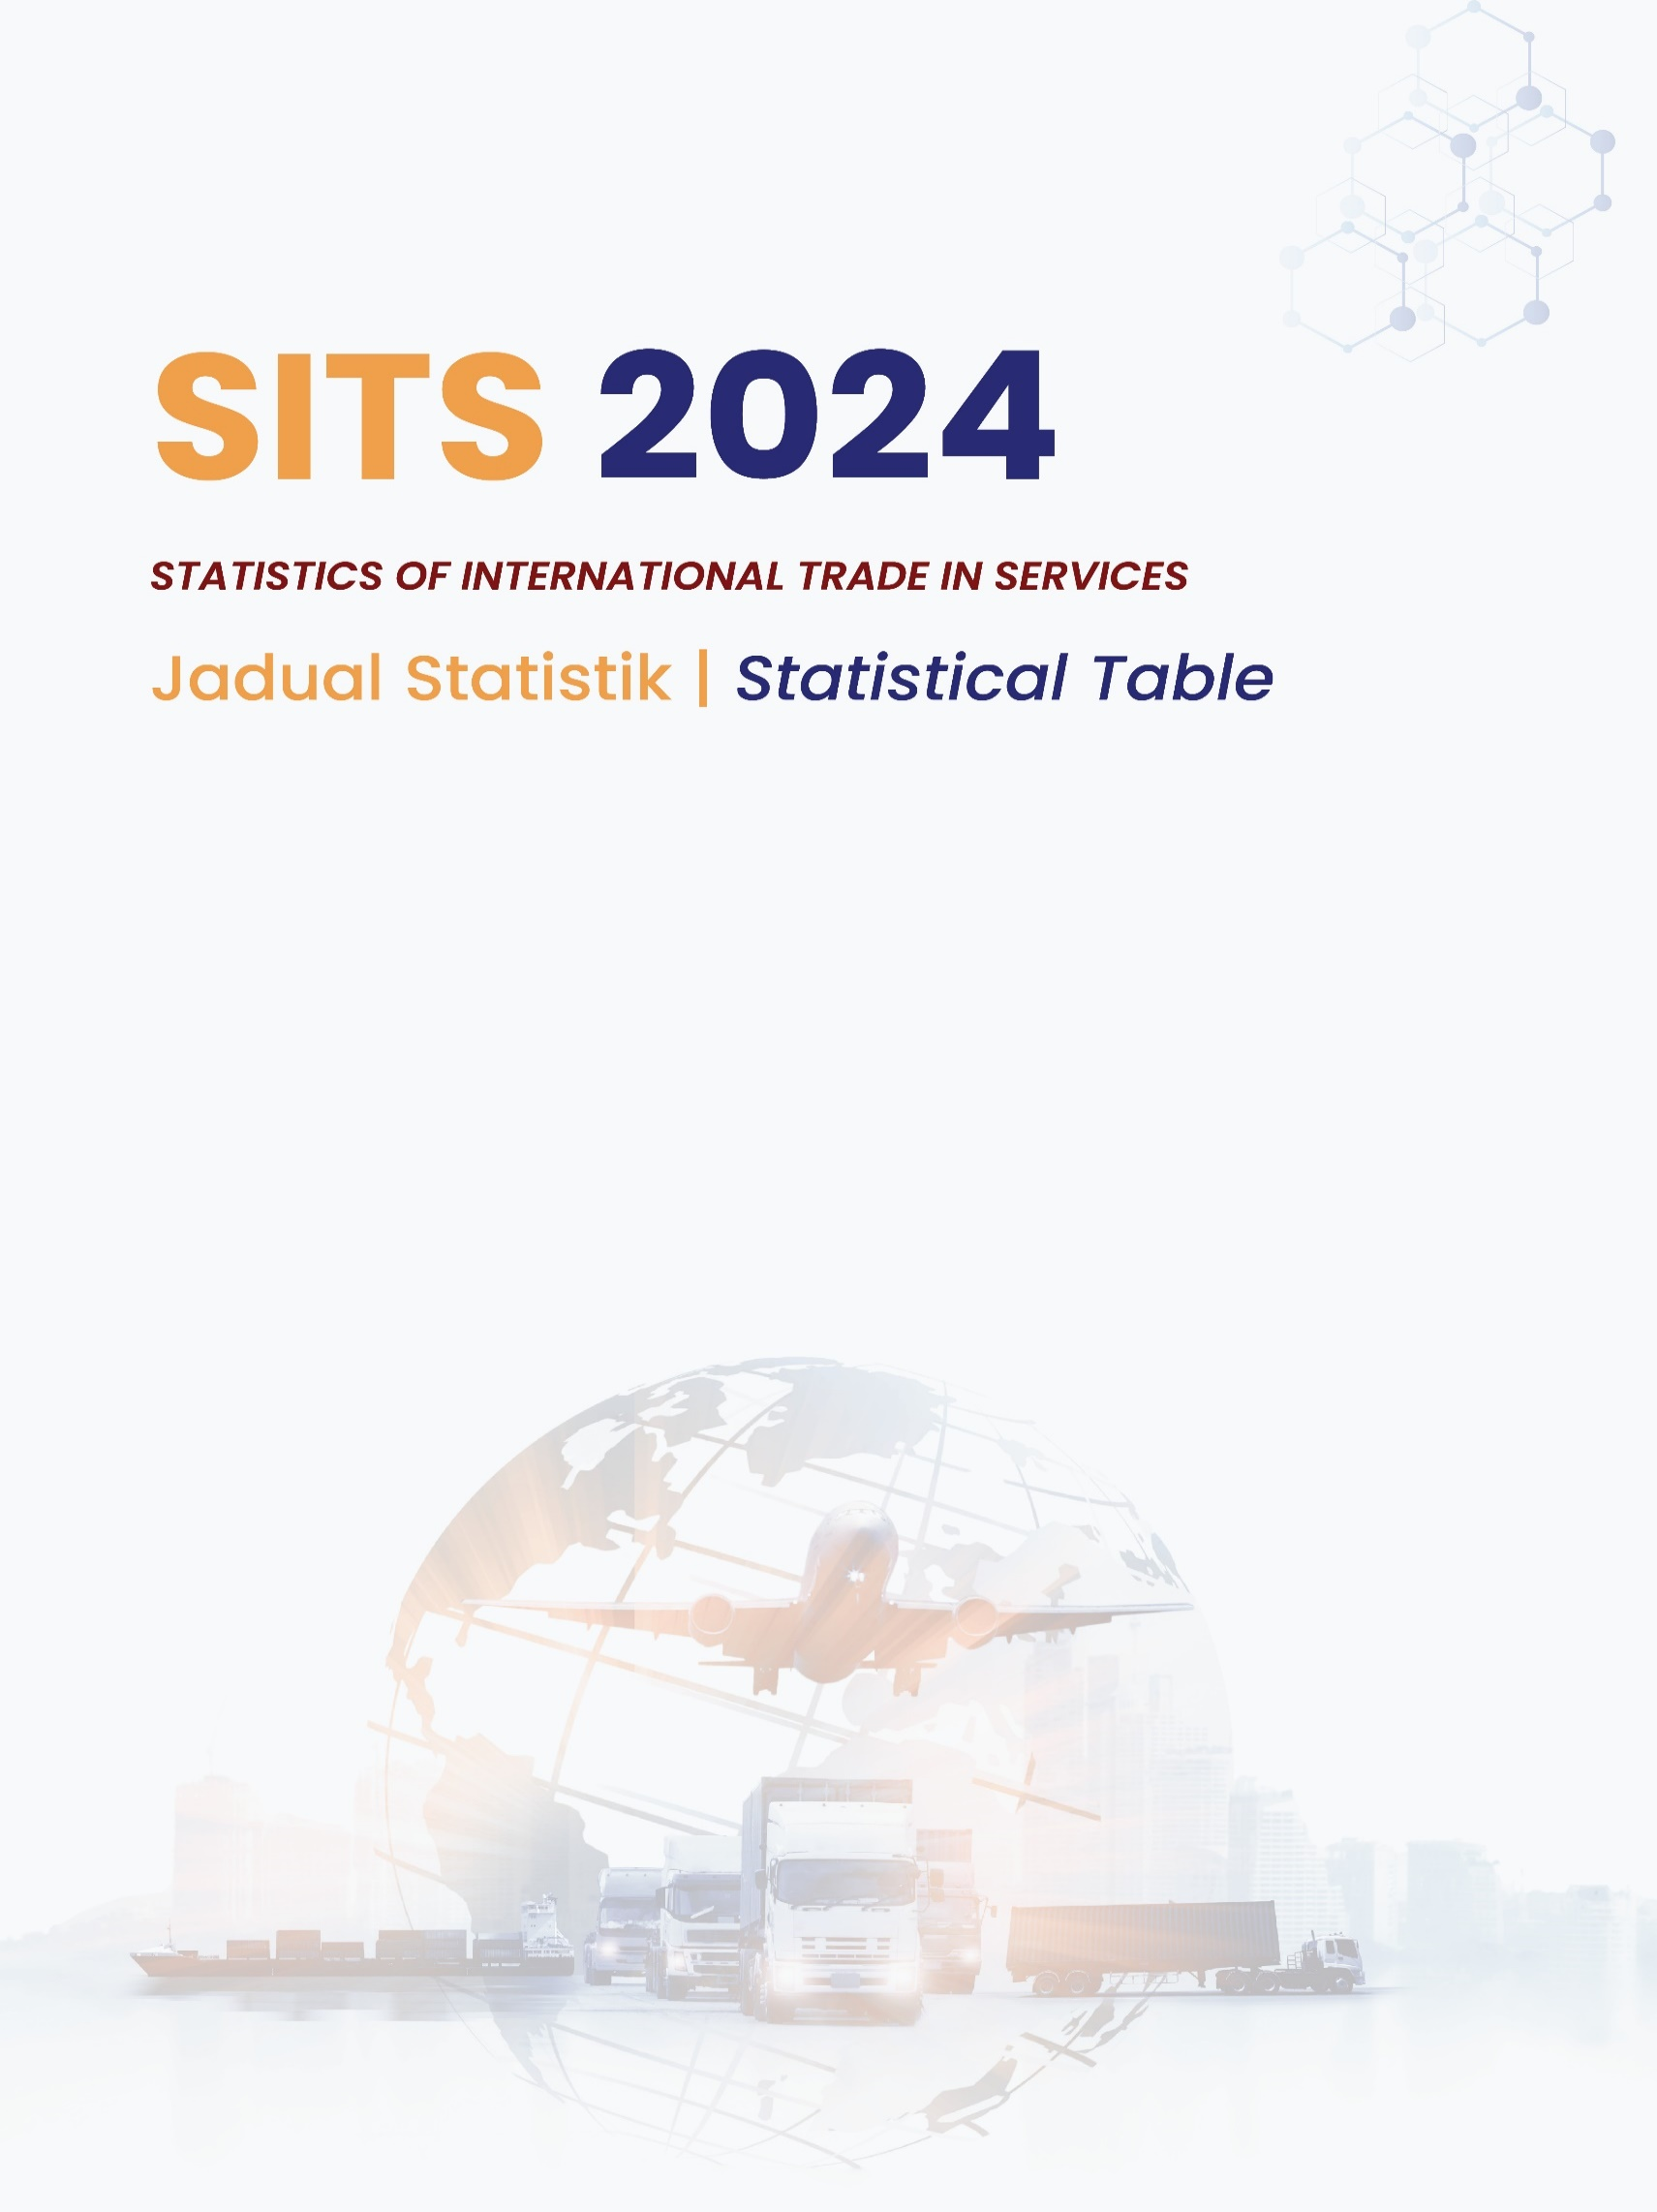 SITS 2024
STATISTICS OF INTERNATIONAL TRADE IN SERVICES
Jadual Statistik | Statistical Table